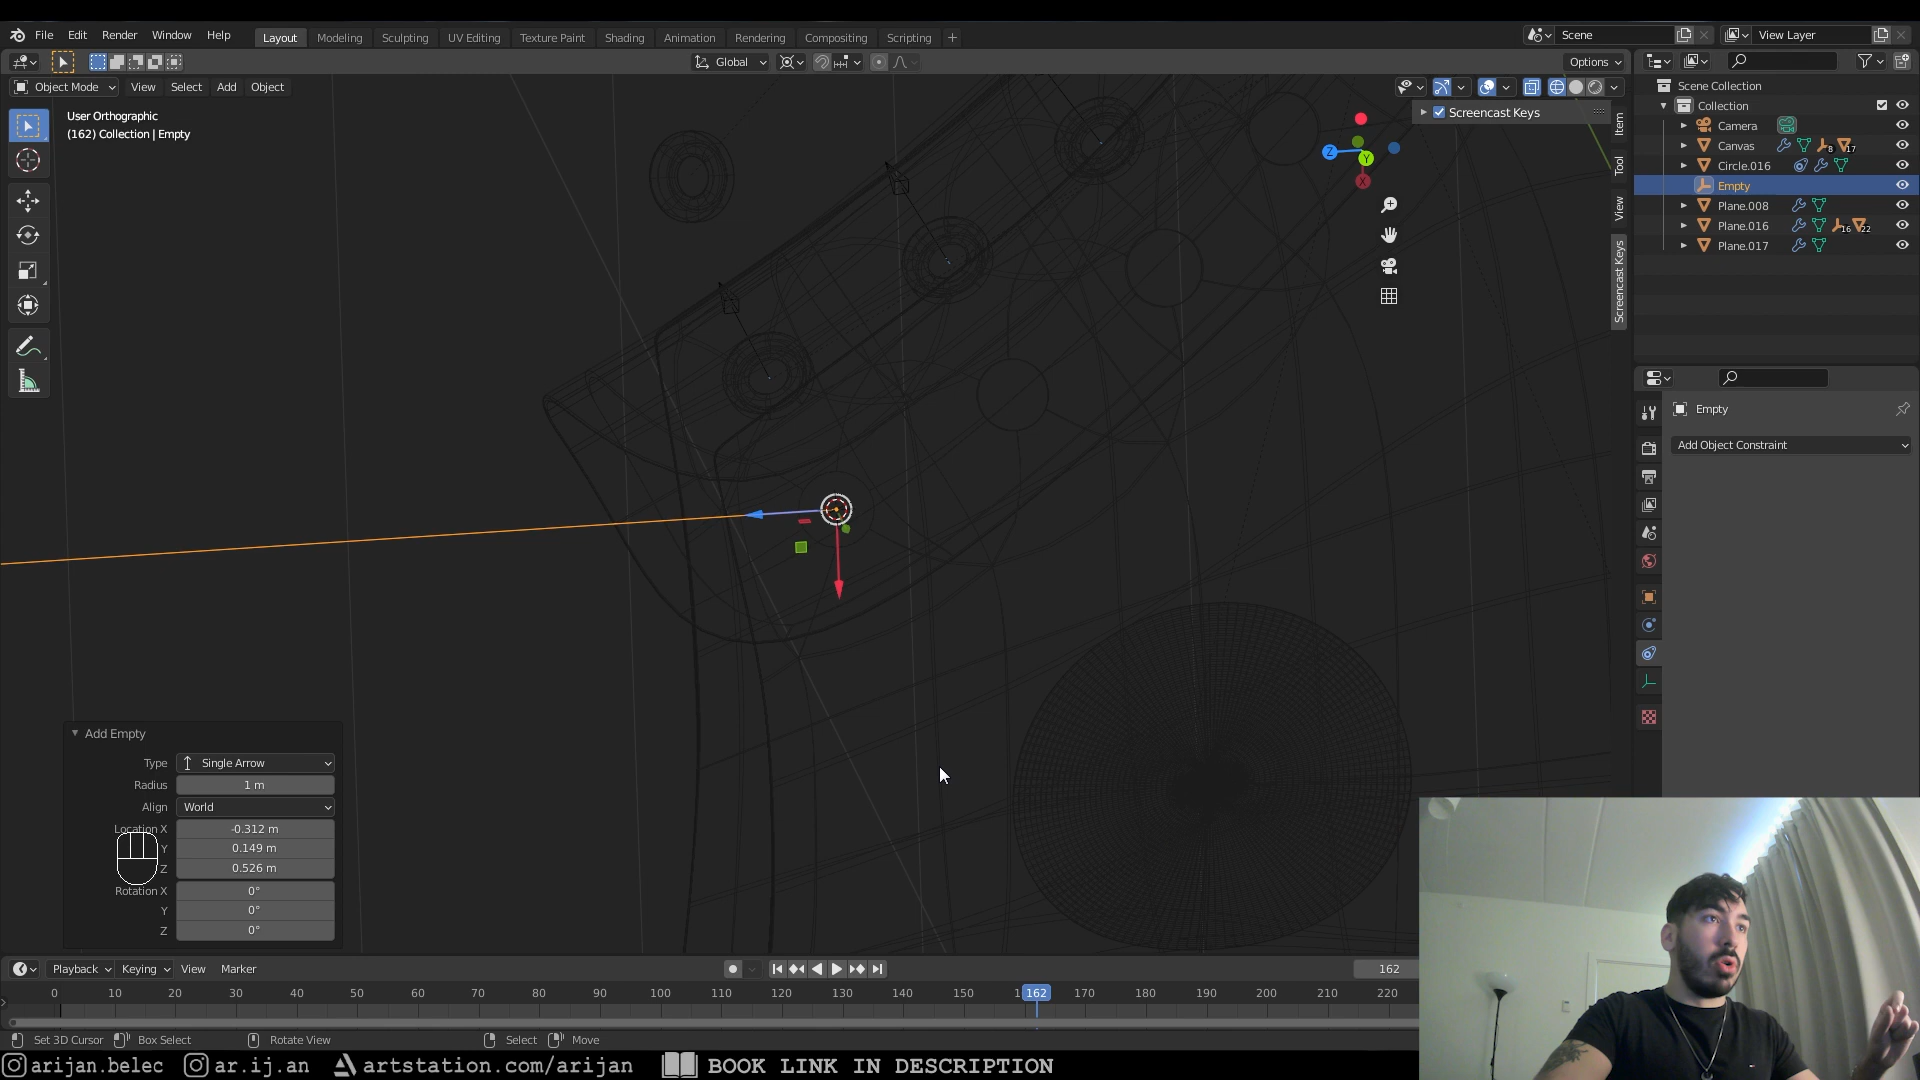 File Edit Render Window Help
Layout Modeling Sculpting UV Editing Texture Paint Shading Animation Rendering Compositing Scripting +
Scene
View Layer
Global
Options
Object Mode View Select Add Object
User Orthographic
(162) Collection | Empty
Screencast Keys
Z Y X
Item
Tool
View
Screencast Keys
Scene Collection
Collection
Camera
Canvas 8 17
Circle.016
Empty
Plane.008
Plane.016 16 22
Plane.017
Empty
Add Object Constraint
Add Empty
Type Single Arrow
Radius 1 m
Align World
Location X -0.312 m
Y 0.149 m
Z 0.526 m
Rotation X 0°
Y 0°
Z 0°
Playback Keying View Marker
162
0 10 20 30 40 50 60 70 80 90 100 110 120 130 140 150 162 170 180 190 200 210 220
Set 3D Cursor Box Select Rotate View Select Move
arijan.belec ar.ij.an artstation.com/arijan BOOK LINK IN DESCRIPTION